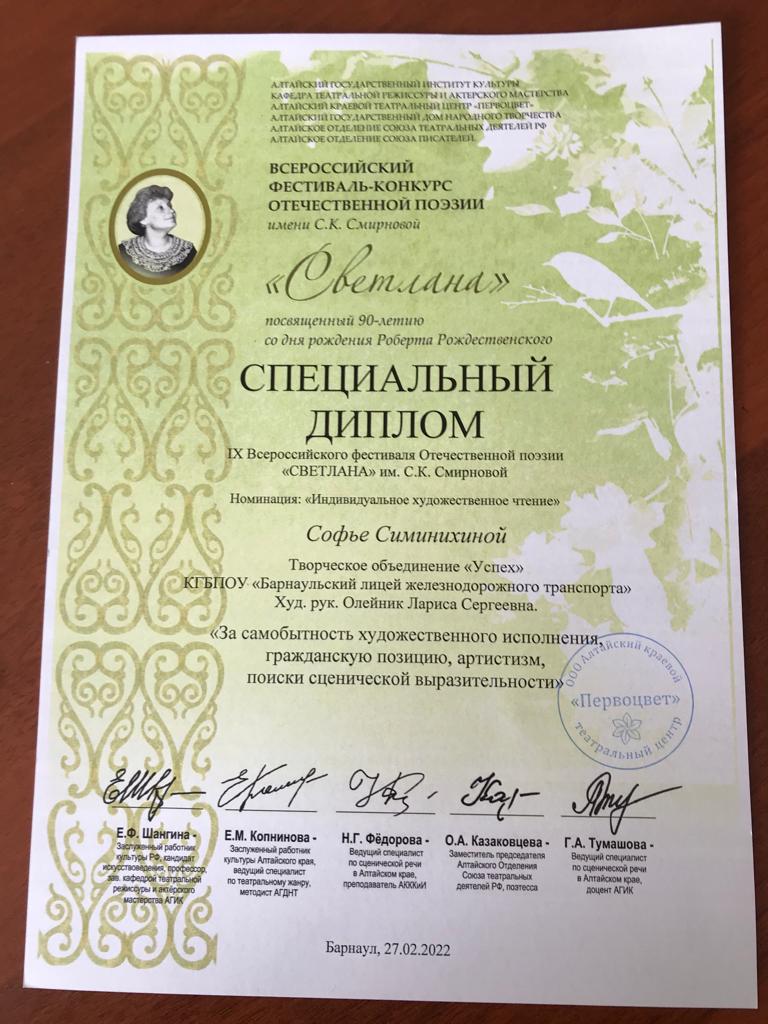 АЛТАЙСКИЙ ГОСУДАРСТВЕННЫЙ ИНСТИТУТ КУЛЬТУРЫ
КАФЕДРА ТЕАТРАЛЬНОЙ РЕЖИССУРЫ И АКТЕРСКОГО МАСТЕРСТВА
АЛТАЙСКИЙ КРАЕВОЙ ТЕАТРАЛЬНЫЙ ЦЕНТР «ПЕРВОЦВЕТ»
АЛТАЙСКИЙ ГОСУДАРСТВЕННЫЙ ДОМ НАРОДНОГО ТВОРЧЕСТВА
АЛТАЙСКОЕ ОТДЕЛЕНИЕ СОЮЗА ТЕАТРАЛЬНЫХ ДЕЯТЕЛЕЙ РФ
АЛТАЙСКОЕ ОТДЕЛЕНИЕ СОЮЗА ПИСАТЕЛЕЙ
ВСЕРОССИЙСКИЙ
ФЕСТИВАЛЬ-КОНКУРС
ОТЕЧЕСТВЕННОЙ ПОЭЗИИ
имени С.К. Смирновой
«Светлана»
посвященный 90-летию
со дня рождения Роберта Рождественского
СПЕЦИАЛЬНЫЙ
ДИПЛОМ
IX Всероссийского фестиваля Отечественной поэзии
«СВЕТЛАНА» им. С.К. Смирновой
Номинация: «Индивидуальное художественное чтение»
Софье Симинихиной
Творческое объединение «Успех»
КГБПОУ «Барнаульский лицей железнодорожного транспорта»
Худ. рук. Олейник Лариса Сергеевна.
«За самобытность художественного исполнения,
гражданскую позицию, артистизм,
поиски сценической выразительности»
ООО Алтайский краевой
«Первоцвет»
театральный центр
Е.Ф. Шангина -
Заслуженный работник
культуры РФ, кандидат
искусствоведения, профессор,
зав. кафедрой театральной
режиссуры и актёрского
мастерства АГИК
Е.М. Копнинова -
Заслуженный работник
культуры Алтайского края,
ведущий специалист
по театральному жанру,
методист АГДНТ
Н.Г. Фёдорова -
Ведущий специалист
по сценической речи
в Алтайском крае,
преподаватель АКККиИ
О.А. Казаковцева -
Заместитель председателя
Алтайского Отделения
Союза театральных
деятелей РФ, поэтесса
Г.А. Тумашова -
Ведущий специалист
по сценической речи
в Алтайском крае,
доцент АГИК
Барнаул, 27.02.2022